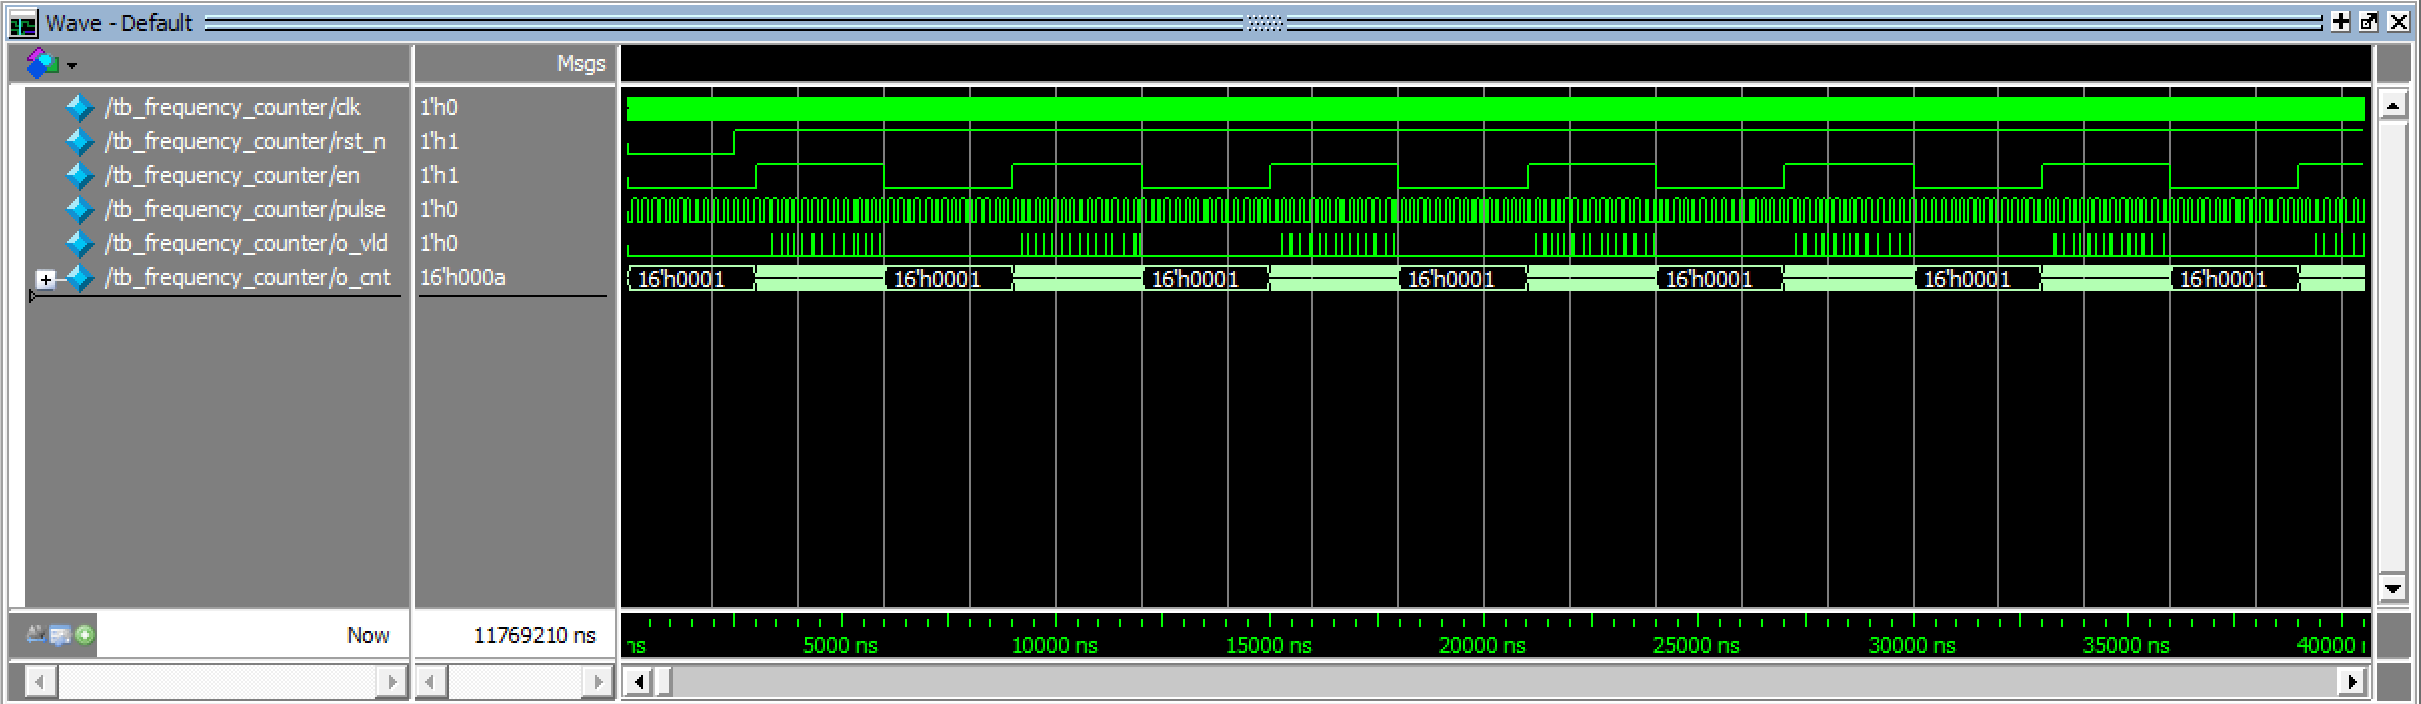 Wave - Default
Msgs
/tb_frequency_counter/clk 1'h0
/tb_frequency_counter/rst_n 1'h1
/tb_frequency_counter/en 1'h1
/tb_frequency_counter/pulse 1'h0
/tb_frequency_counter/o_vld 1'h0
/tb_frequency_counter/o_cnt 16'h000a 16'h0001 16'h0001 16'h0001 16'h0001 16'h0001 16'h0001 16'h0001
Now 11769210 ns
ns 5000 ns 10000 ns 15000 ns 20000 ns 25000 ns 30000 ns 35000 ns 40000